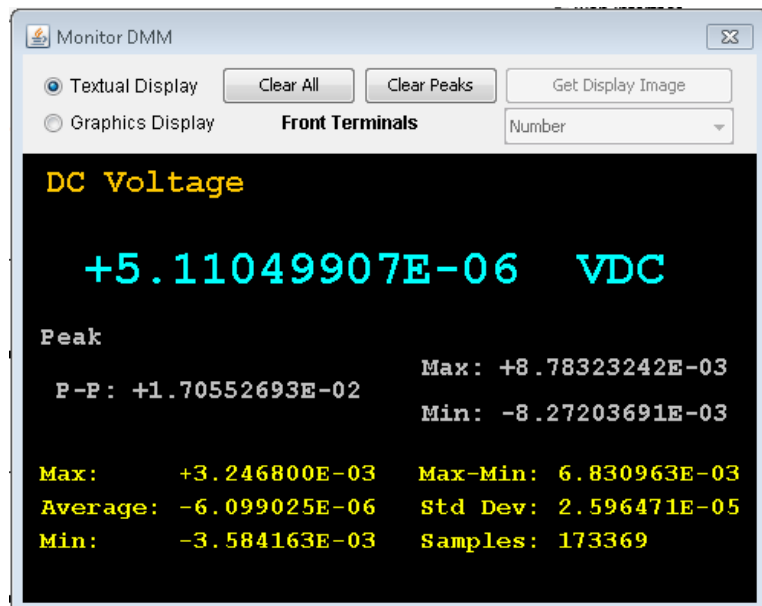 Monitor DMM
Textual Display Clear All Clear Peaks Get Display Image
Graphics Display Front Terminals Number
DC Voltage
+5.11049907E-06 VDC
Peak
P-P: +1.70552693E-02
Max: +8.78323242E-03
Min: -8.27203691E-03
Max: +3.246800E-03 Max-Min: 6.830963E-03
Average: -6.099025E-06 Std Dev: 2.596471E-05
Min: -3.584163E-03 Samples: 173369